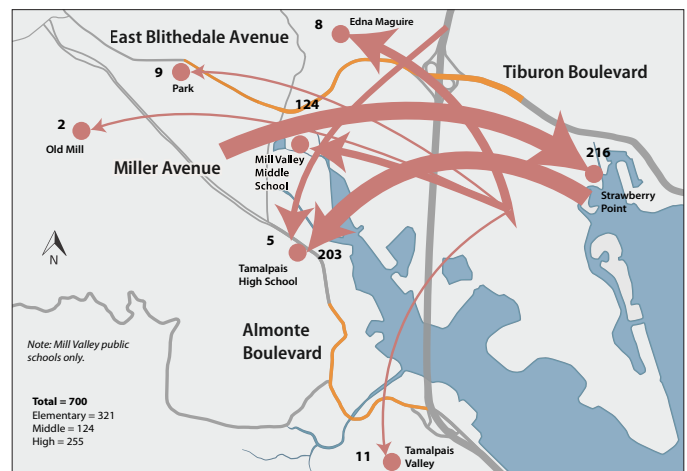 8
Edna Maguire
East Blithedale Avenue
9
Park
Tiburon Boulevard
124
2
Old Mill
Miller Avenue
Mill Valley
Middle
School
216
Strawberry
Point
5
203
Tamalpais
High School
N
Almonte
Boulevard
Note: Mill Valley public
schools only.
Total = 700
Elementary = 321
Middle = 124
High = 255
11
Tamalpais
Valley